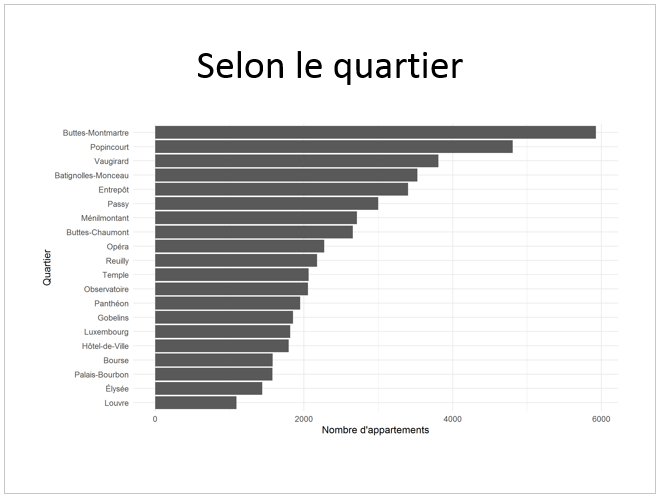 Selon le quartier
Buttes-Montmartre
Popincourt
Vaugirard
Batignolles-Monceau
Entrepôt
Passy
Ménilmontant
Buttes-Chaumont
Opéra
Reuilly
Temple
Observatoire
Panthéon
Gobelins
Luxembourg
Hôtel-de-Ville
Bourse
Palais-Bourbon
Élysée
Louvre
Quartier
0 2000 4000 6000
Nombre d'appartements